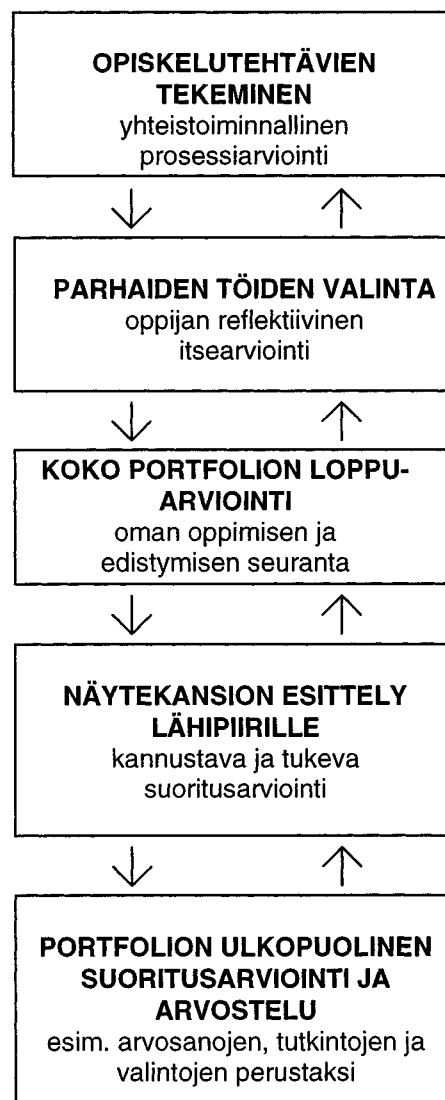 OPISKELUTEHTÄVIEN
TEKEMINEN
yhteistoiminnallinen
prosessiarviointi
PARHAIDEN TÖIDEN VALINTA
oppijan reflektiivinen
itsearviointi
KOKO PORTFOLION LOPPU-
ARVIOINTI
oman oppimisen ja
edistymisen seuranta
NÄYTEKANSION ESITTELY
LÄHIPIIRILLE
kannustava ja tukeva
suoritusarviointi
PORTFOLION ULKOPUOLINEN
SUORITUSARVIOINTI JA
ARVOSTELU
esim. arvosanojen, tutkintojen ja
valintojen perustaksi